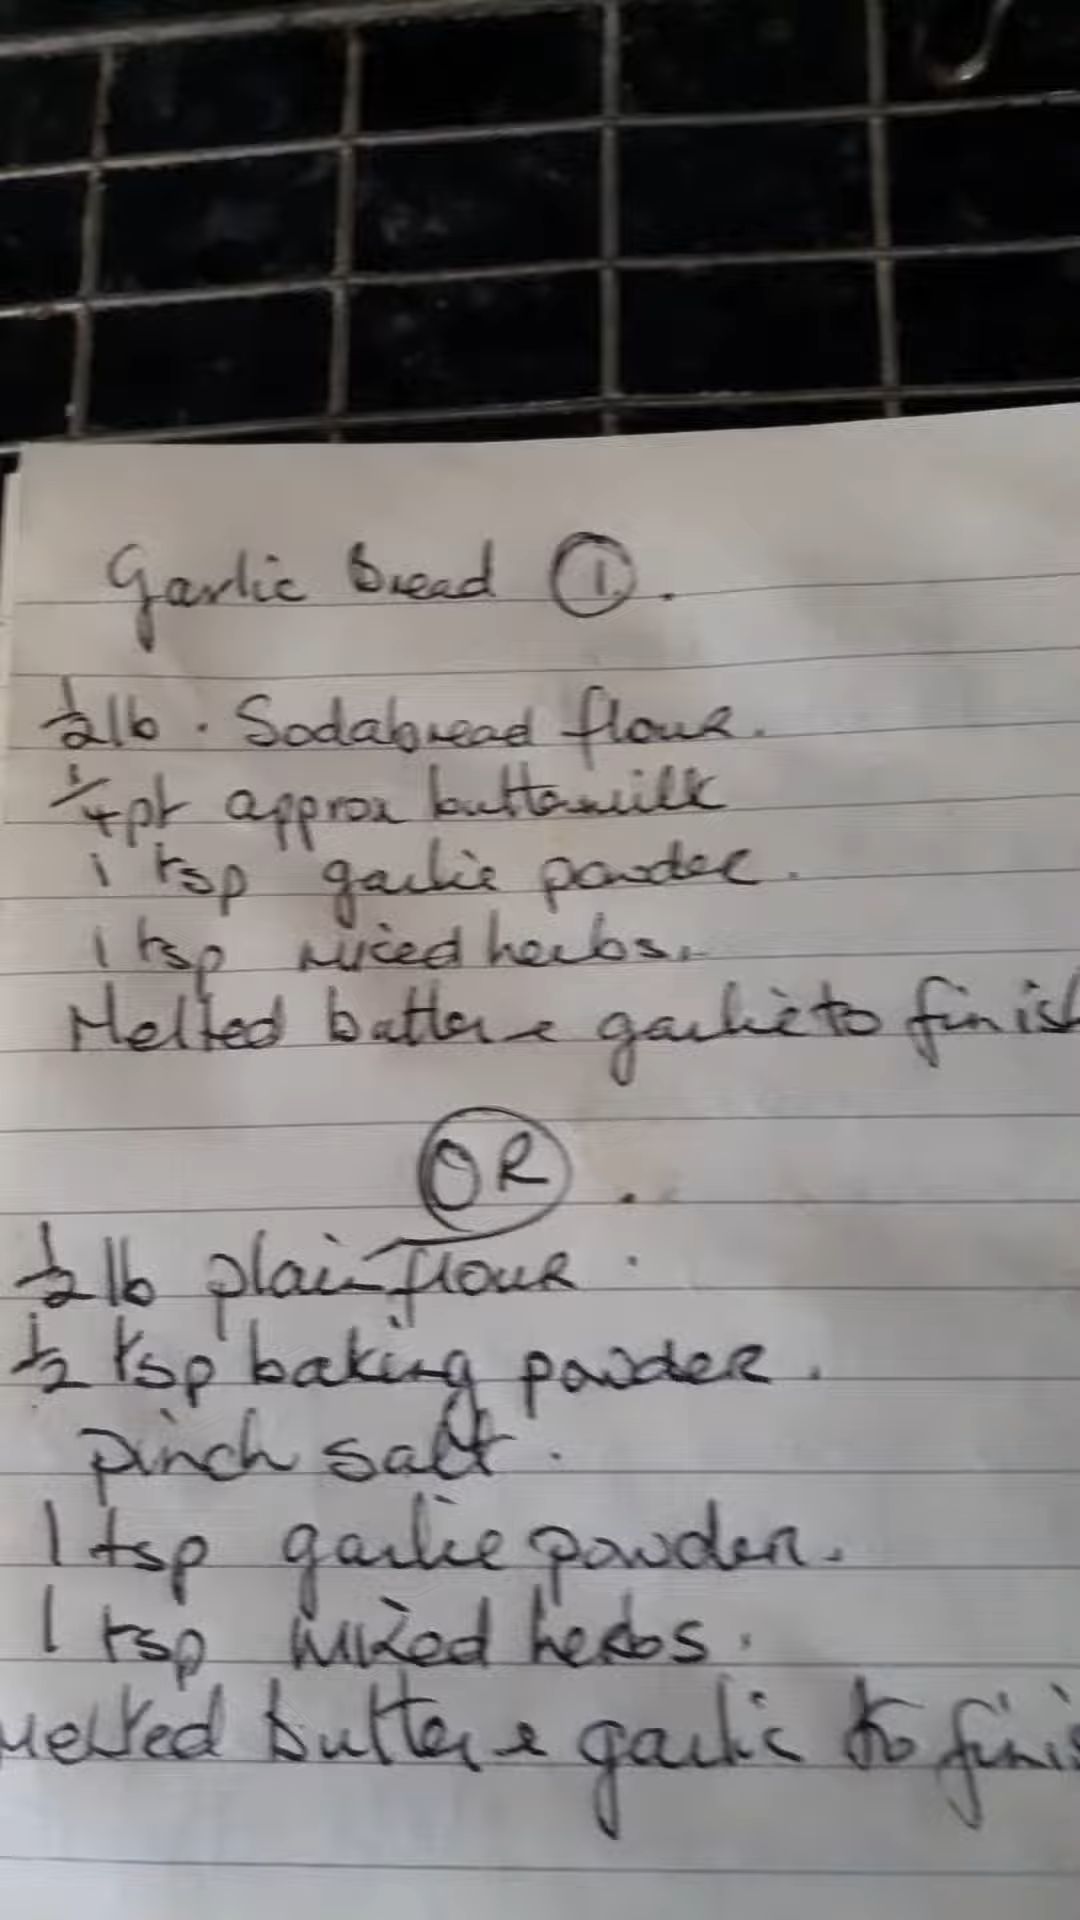 Garlic Bread ①.
½lb. Sodabread flour.
¼pt approx buttermilk
1 tsp garlic powder.
1 tsp mixed herbs.
Melted butter & garlic to finish
OR.
½lb plain flour.
½ tsp baking powder.
pinch salt.
1 tsp garlic powder.
1 tsp mixed herbs.
Melted butter & garlic to finis